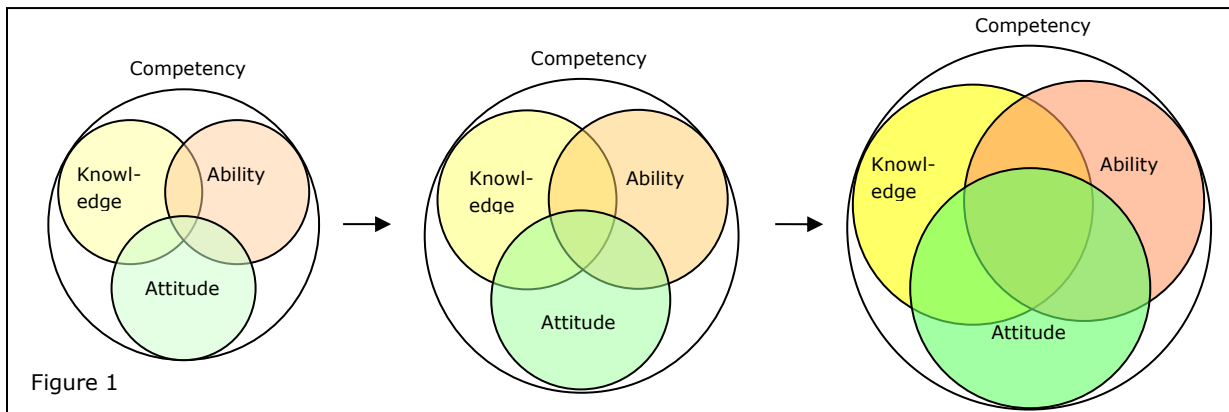 Competency
Knowl-
edge
Ability
Attitude
Competency
Knowl-
edge
Ability
Attitude
Competency
Knowl-
edge
Ability
Attitude
Figure 1